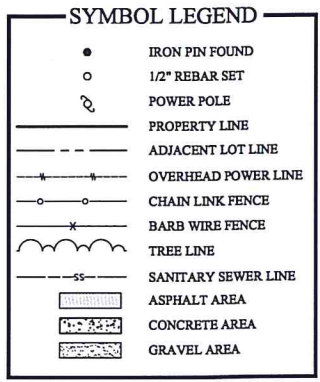 SYMBOL LEGEND
IRON PIN FOUND
1/2" REBAR SET
POWER POLE
PROPERTY LINE
ADJACENT LOT LINE
OVERHEAD POWER LINE
CHAIN LINK FENCE
BARB WIRE FENCE
TREE LINE
SS SANITARY SEWER LINE
ASPHALT AREA
CONCRETE AREA
GRAVEL AREA